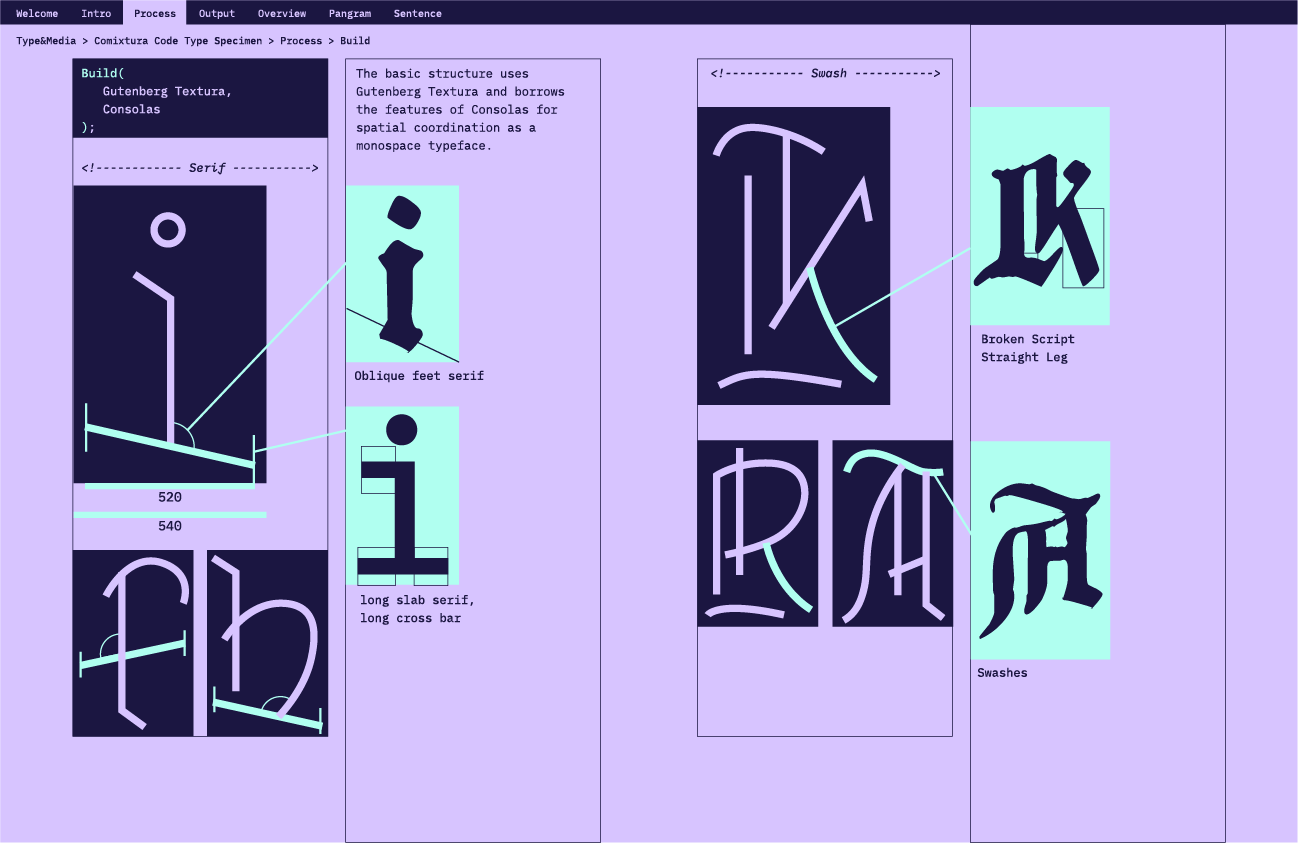 Welcome Intro Process Output Overview Pangram Sentence
Type&Media > Comixtura Code Type Specimen > Process > Build
Build(
Gutenberg Textura,
Consolas
);
The basic structure uses
Gutenberg Textura and borrows
the features of Consolas for
spatial coordination as a
monospace typeface.
<!------------ Serif ----------->
i
i
Oblique feet serif
i
long slab serif,
long cross bar
520
540
f h
<!----------- Swash ----------->
K
K
Broken Script
Straight Leg
R A
A
Swashes